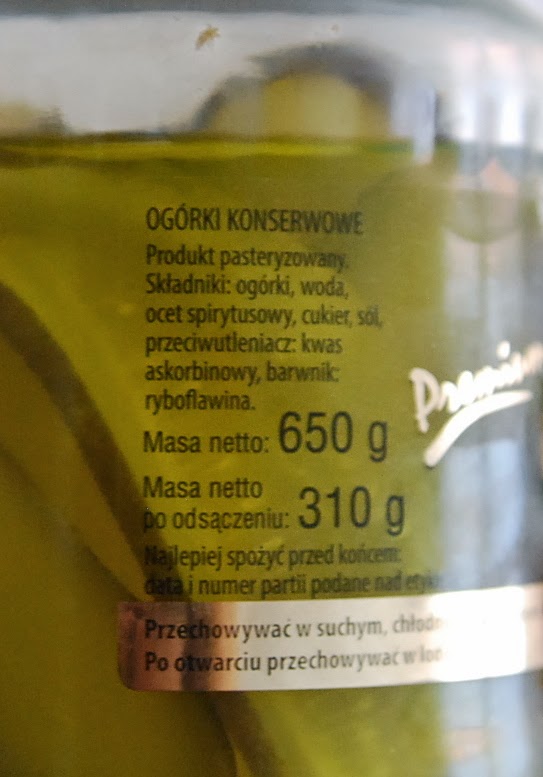 OGÓRKI KONSERWOWE
Produkt pasteryzowany.
Składniki: ogórki, woda,
ocet spirytusowy, cukier, sól,
przeciwutleniacz: kwas
askorbinowy, barwnik:
ryboflawina.
Masa netto: 650 g
Masa netto
po odsączeniu: 310 g
Najlepiej spożyć przed końcem:
data i numer partii podane nad
Przechowywać w suchym,
Po otwarciu przechowywać w